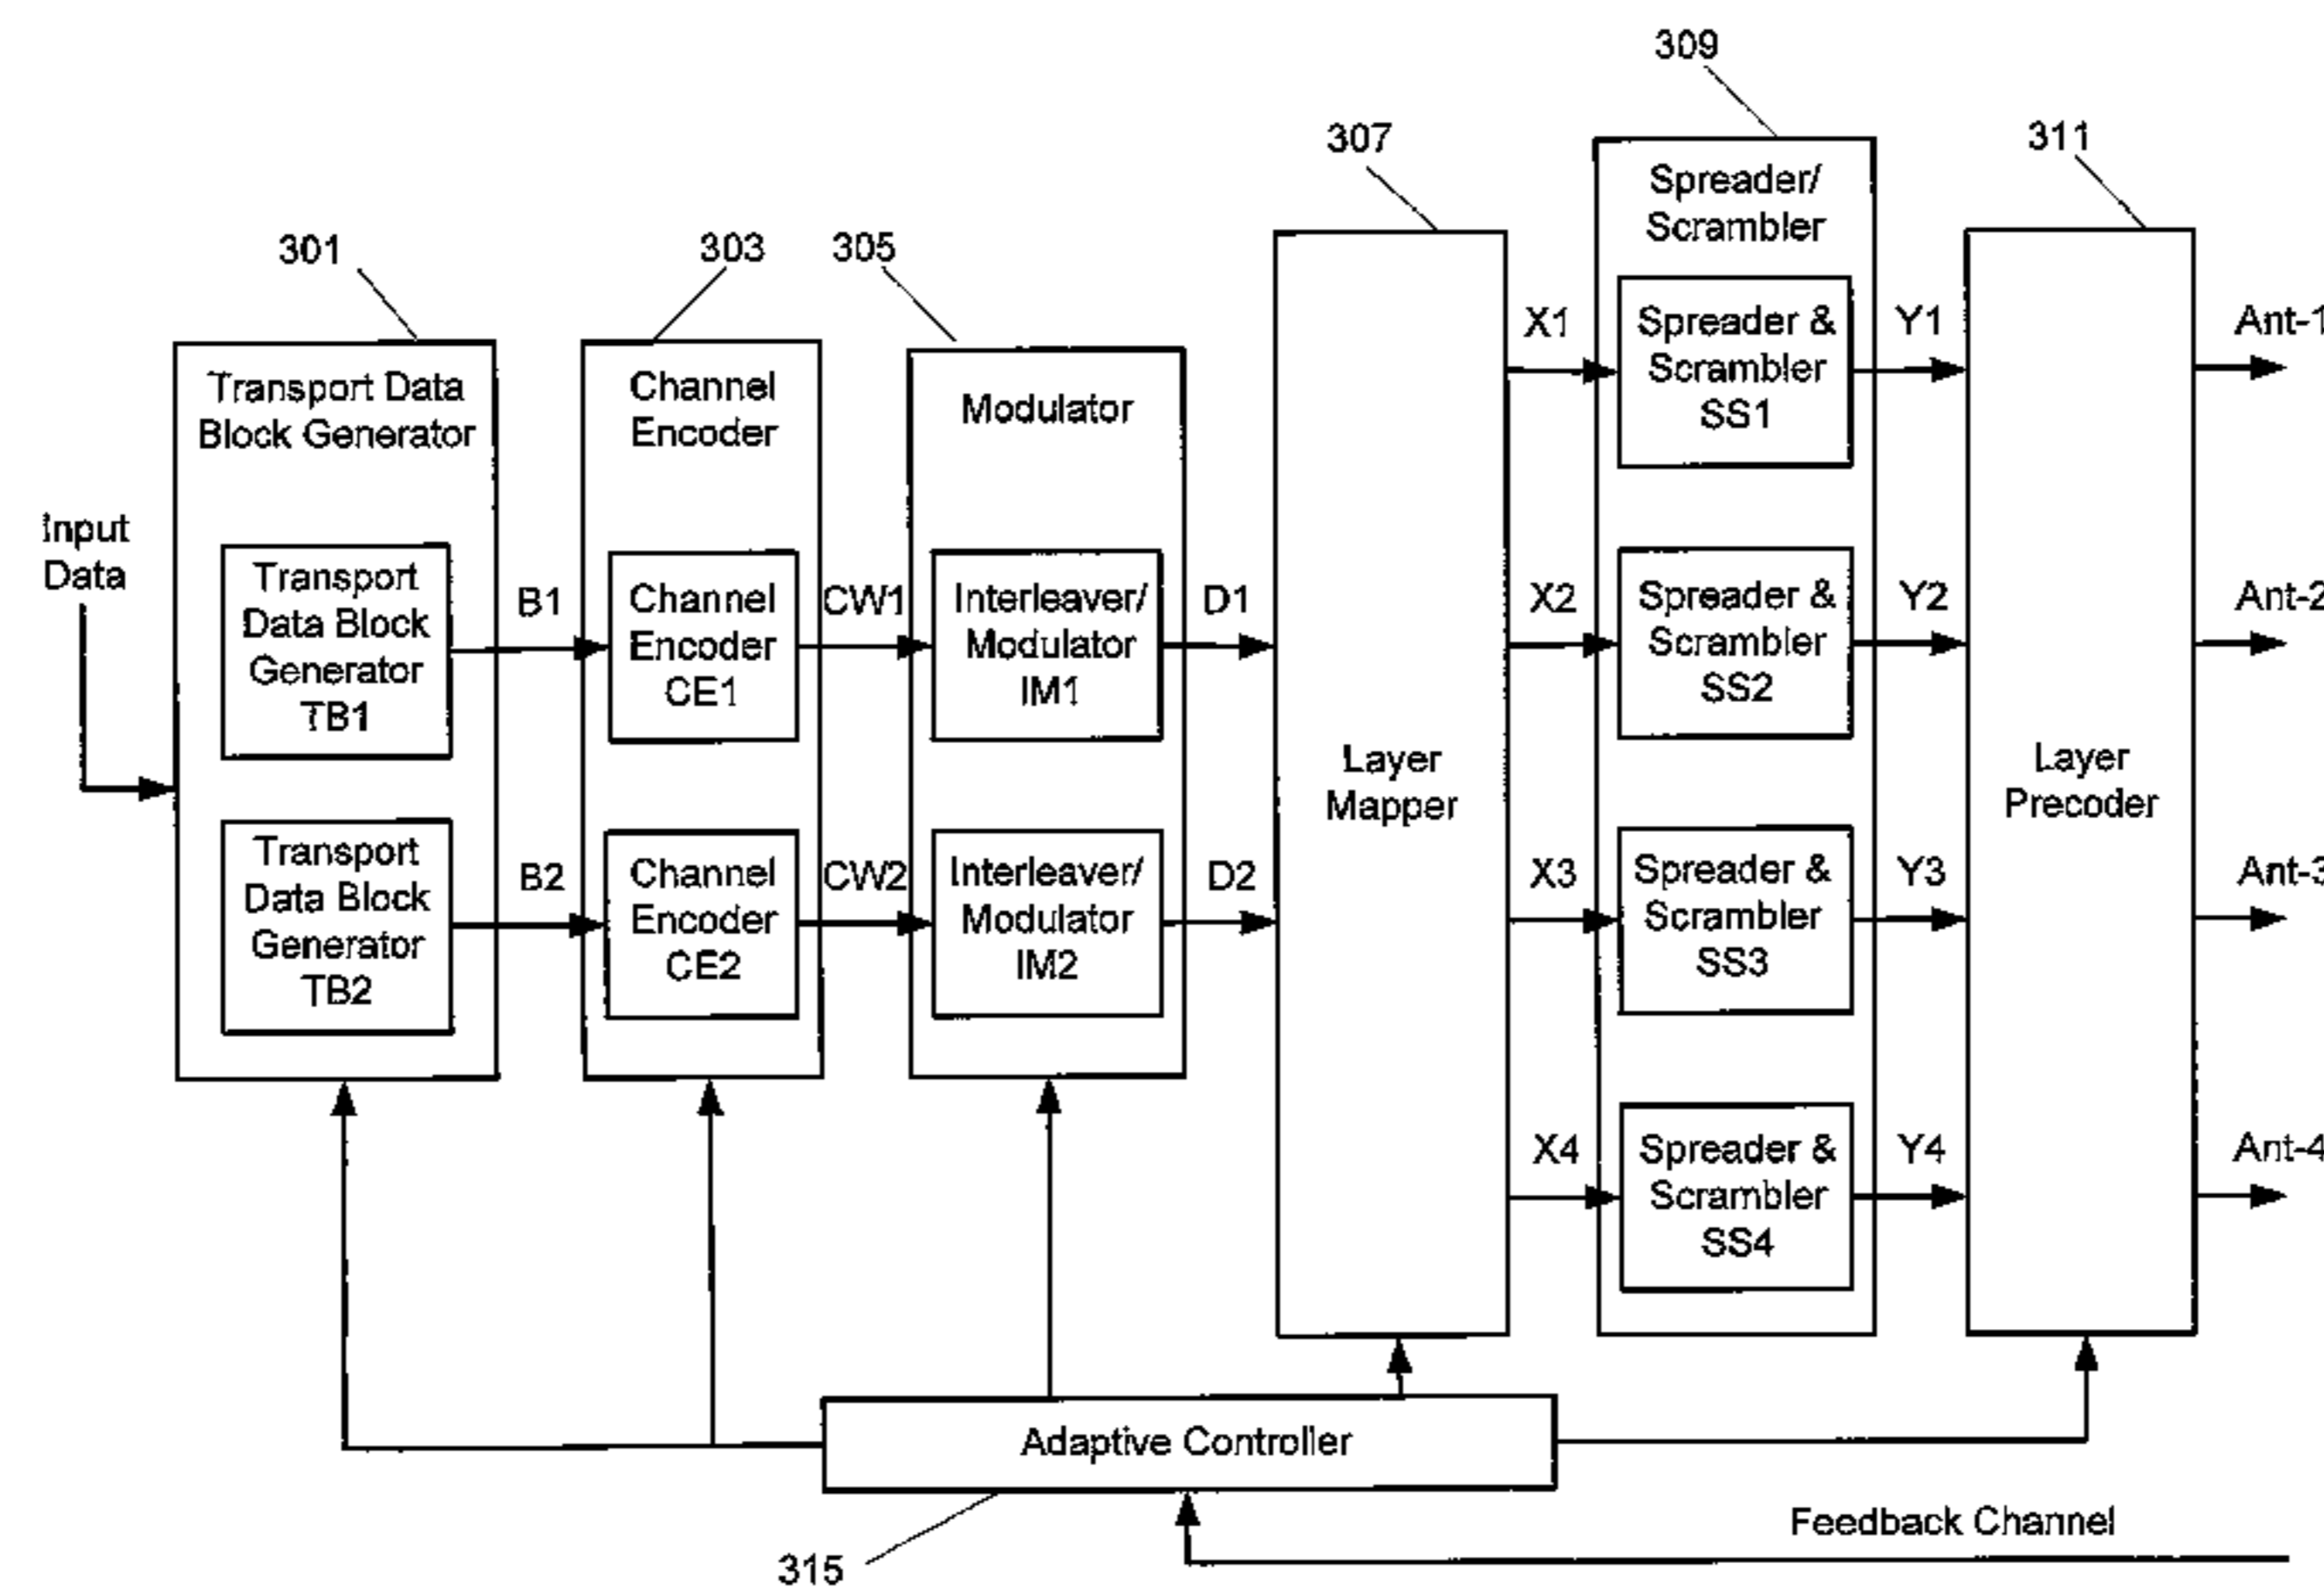 309
307
311
301
303
305
Spreader/
Scrambler
Transport Data
Block Generator
Channel
Encoder
Modulator
Input
Data
Transport
Data Block
Generator
TB1
B1
Channel
Encoder
CE1
CW1
Interleaver/
Modulator
IM1
D1
Transport
Data Block
Generator
TB2
B2
Channel
Encoder
CE2
CW2
Interleaver/
Modulator
IM2
D2
Layer
Mapper
X1
Spreader &
Scrambler
SS1
Y1
X2
Spreader &
Scrambler
SS2
Y2
X3
Spreader &
Scrambler
SS3
Y3
X4
Spreader &
Scrambler
SS4
Y4
Layer
Precoder
Ant-1
Ant-2
Ant-3
Ant-4
Adaptive Controller
Feedback Channel
315